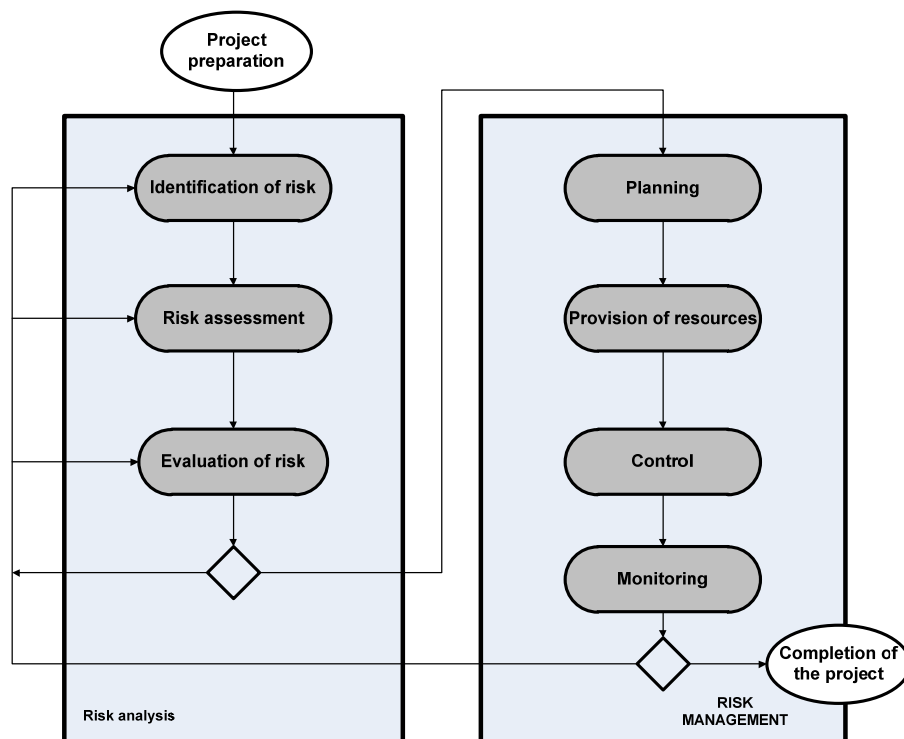 Project
preparation
Identification of risk
Risk assessment
Evaluation of risk
Risk analysis
Planning
Provision of resources
Control
Monitoring
Completion of
the project
RISK
MANAGEMENT